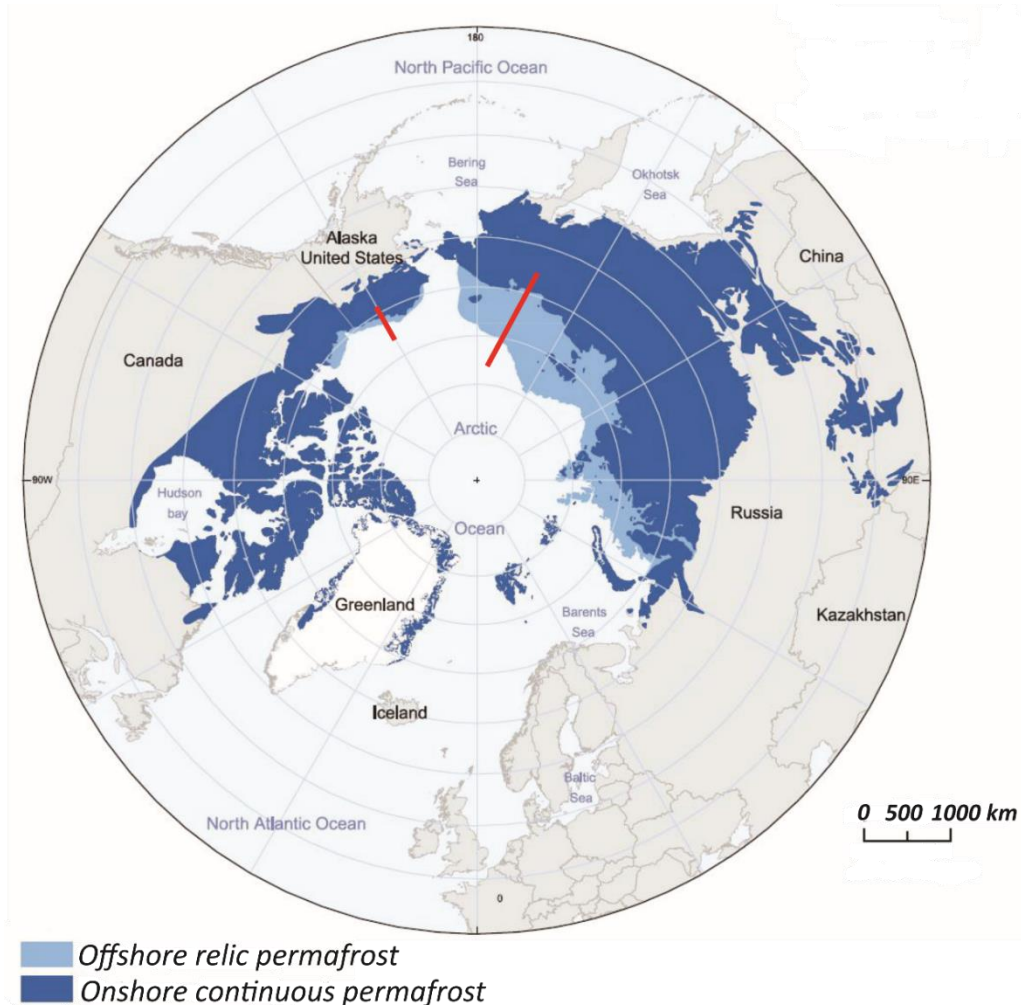 180
North Pacific Ocean
Bering
Sea
Okhotsk
Sea
Alaska
United States
China
Canada
Arctic
90W
90E
Hudson
bay
Ocean
Russia
Greenland
Barents
Sea
Kazakhstan
Iceland
Baltic
Sea
North Atlantic Ocean
0 500 1000 km
0
Offshore relic permafrost
Onshore continuous permafrost